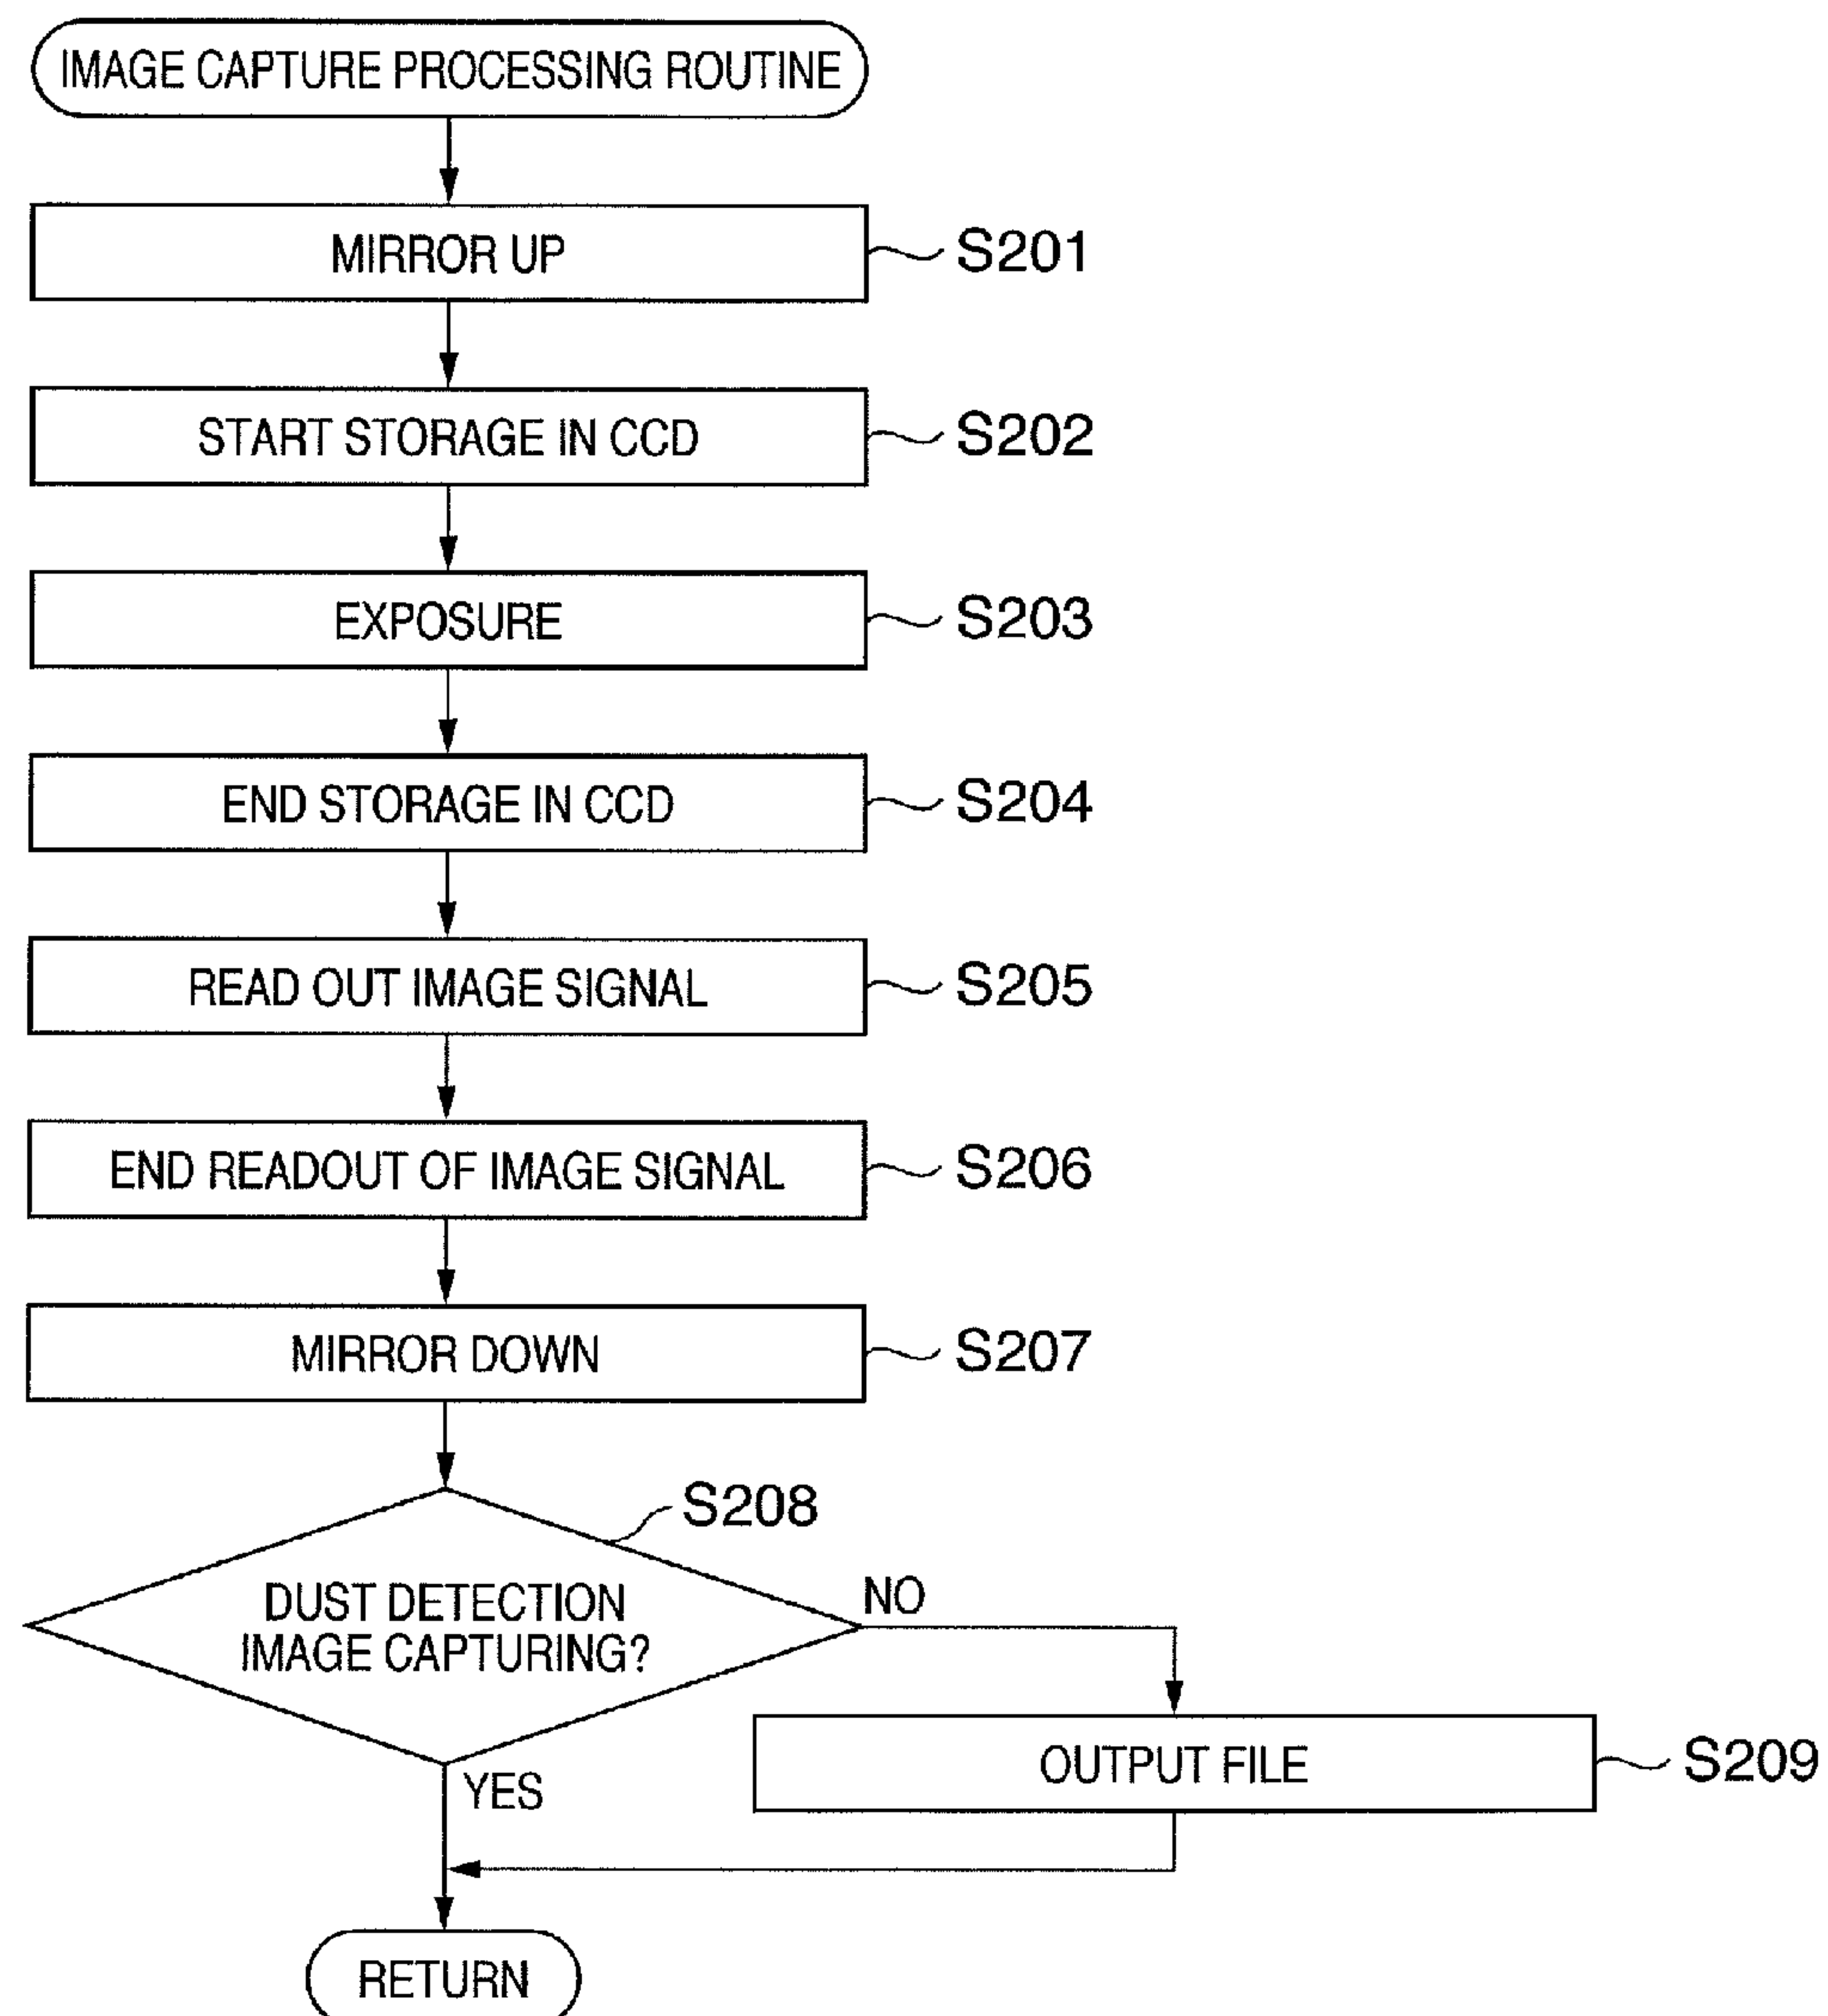 IMAGE CAPTURE PROCESSING ROUTINE
MIRROR UP
S201
START STORAGE IN CCD
S202
EXPOSURE
S203
END STORAGE IN CCD
S204
READ OUT IMAGE SIGNAL
S205
END READOUT OF IMAGE SIGNAL
S206
MIRROR DOWN
S207
S208
DUST DETECTION
IMAGE CAPTURING?
NO
YES
OUTPUT FILE
S209
RETURN